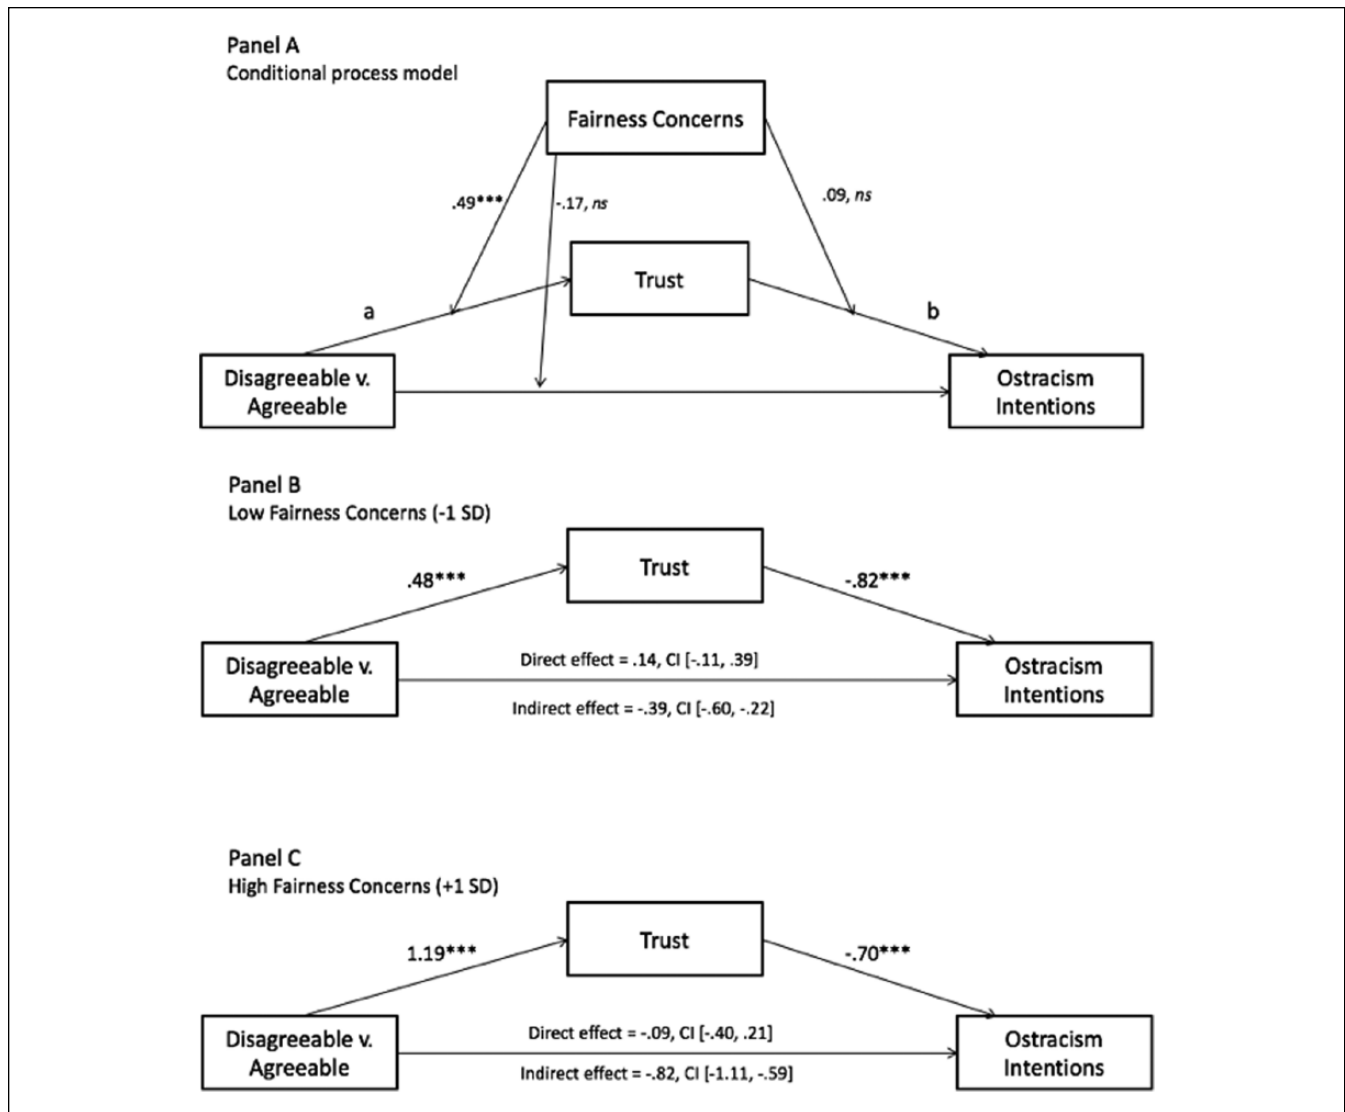 Panel A
Conditional process model
Fairness Concerns
.49***
-.17, ns
.09, ns
Trust
a
b
Disagreeable v.
Agreeable
Ostracism
Intentions
Panel B
Low Fairness Concerns (-1 SD)
Trust
.48***
-.82***
Disagreeable v.
Agreeable
Direct effect = .14, CI [-.11, .39]
Indirect effect = -.39, CI [-.60, -.22]
Ostracism
Intentions
Panel C
High Fairness Concerns (+1 SD)
Trust
1.19***
-.70***
Disagreeable v.
Agreeable
Direct effect = -.09, CI [-.40, .21]
Indirect effect = -.82, CI [-1.11, -.59]
Ostracism
Intentions